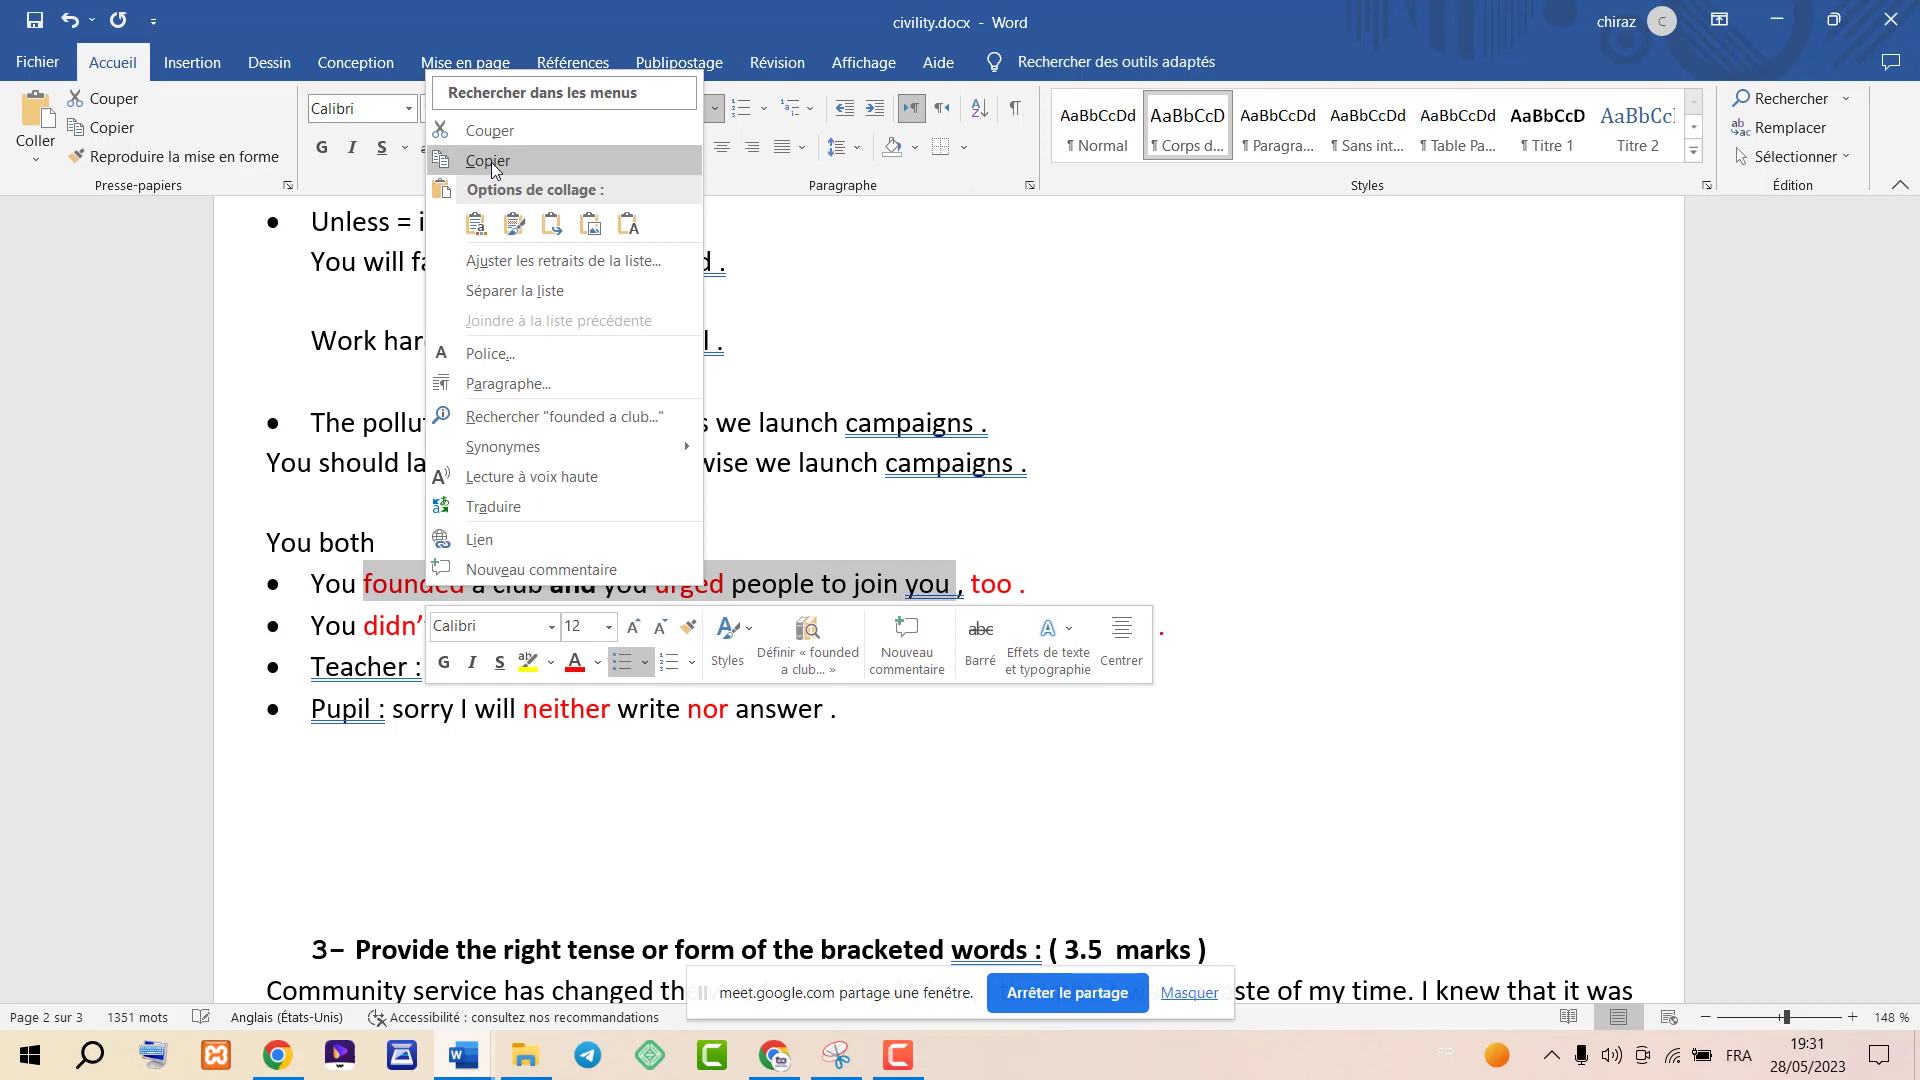 civility.docx - Word
chiraz
C
Fichier
Accueil
Insertion
Dessin
Conception
Mise en page
Références
Publipostage
Révision
Affichage
Aide
Rechercher des outils adaptés
Coller
Couper
Copier
Reproduire la mise en forme
Presse-papiers
Calibri
G I S
Paragraphe
AaBbCcDd
¶ Normal
AaBbCcD
¶ Corps d...
AaBbCcDd
¶ Paragra...
AaBbCcDd
¶ Sans int...
AaBbCcDd
¶ Table Pa...
AaBbCcD
¶ Titre 1
AaBbCc
Titre 2
Styles
Rechercher
Remplacer
Sélectionner
Édition
Rechercher dans les menus
Couper
Copier
Options de collage :
Ajuster les retraits de la liste...
Séparer la liste
Joindre à la liste précédente
Police...
Paragraphe...
Rechercher "founded a club..."
Synonymes
Lecture à voix haute
Traduire
Lien
Nouveau commentaire
• Unless =
You will
Work
• The we launch campaigns .
You should we launch campaigns .
You both
• You founded a club and you urged people to join you , too .
• You didn’
• Teacher :
• Pupil : sorry I will neither write nor answer .
Calibri
12
G I S
Styles
Définir « founded a club... »
Nouveau commentaire
abc
Barré
Effets de texte et typographie
Centrer
3– Provide the right tense or form of the bracketed words : ( 3.5 marks )
Community service has changed of my time. I knew that it was
meet.google.com partage une fenêtre.
Arrêter le partage
Masquer
Page 2 sur 3
1351 mots
Anglais (États-Unis)
Accessibilité : consultez nos recommandations
148 %
FRA
19:31
28/05/2023